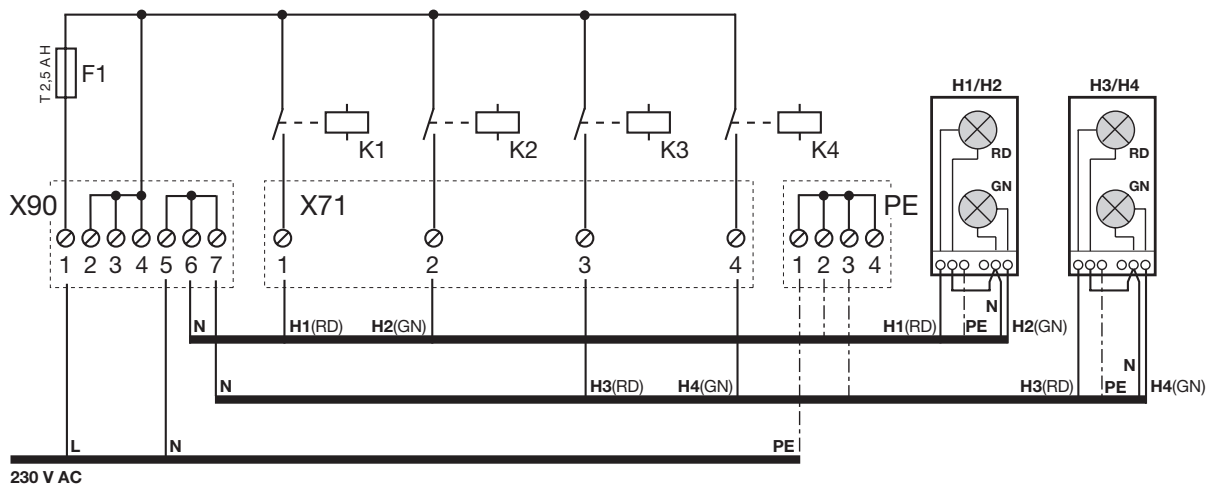 T 2,5 A H
F1
K1
K2
K3
K4
H1/H2
H3/H4
RD
RD
GN
GN
X90
X71
PE
1 2 3 4 5 6 7
1 2 3 4
1 2 3 4
N
H1(RD)
H2(GN)
H1(RD)
PE
N
H2(GN)
N
H3(RD)
H4(GN)
H3(RD)
PE
N
H4(GN)
L
N
PE
230 V AC